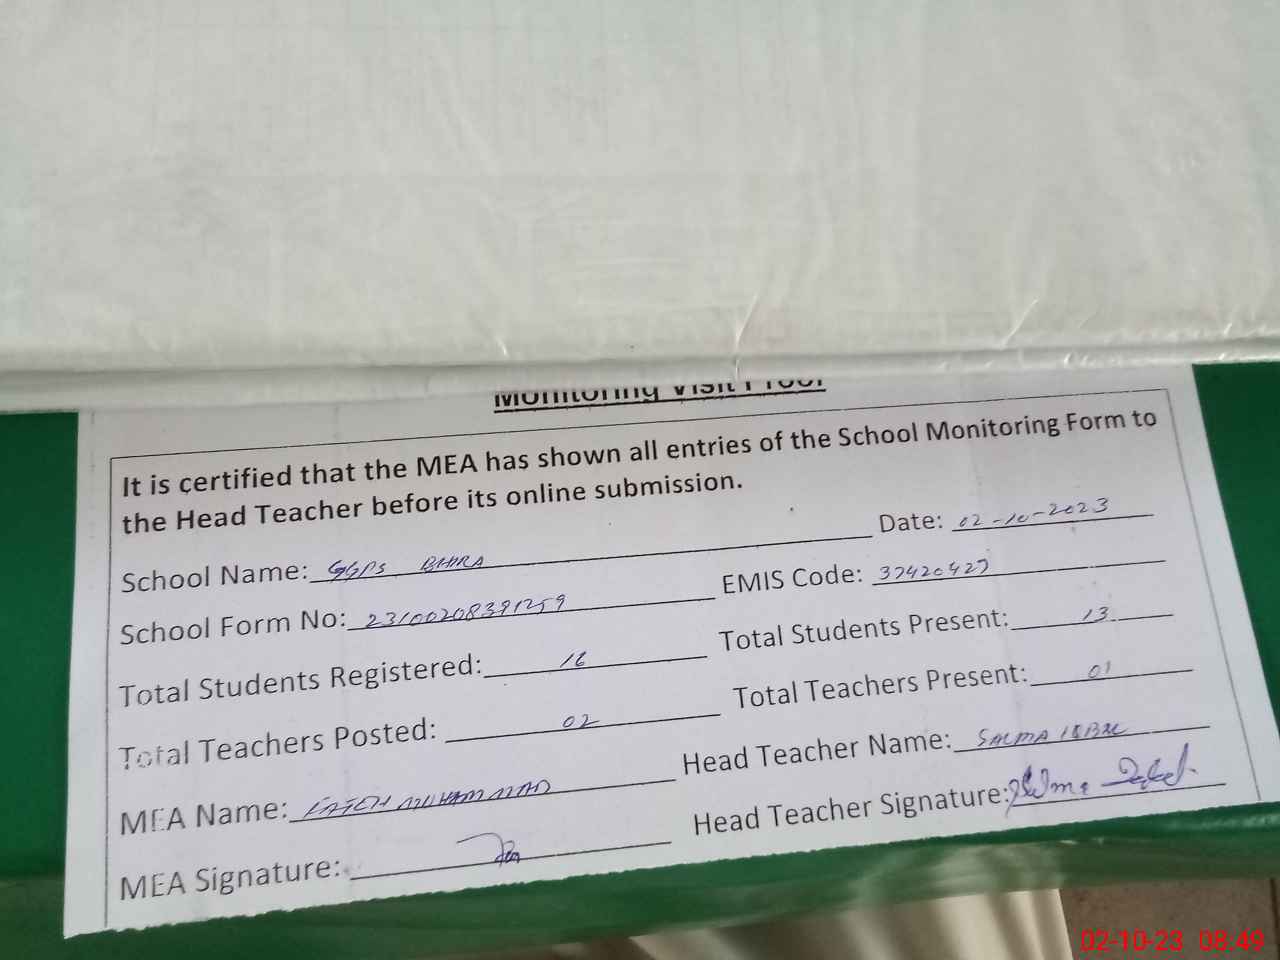 Monitoring Visit Proof
It is certified that the MEA has shown all entries of the School Monitoring Form to
the Head Teacher before its online submission.
Date: 02-10-2023
School Name: GGPS BHIRA
EMIS Code: 37420427
School Form No: 23100208391259
Total Students Present: 13
Total Students Registered: 16
Total Teachers Present: 01
Total Teachers Posted: 02
Head Teacher Name: SALMA IQBAL
MEA Name: FATEH MUHAMMAD
Head Teacher Signature: Salma Iqbal
MEA Signature:
02-10-23 08:49